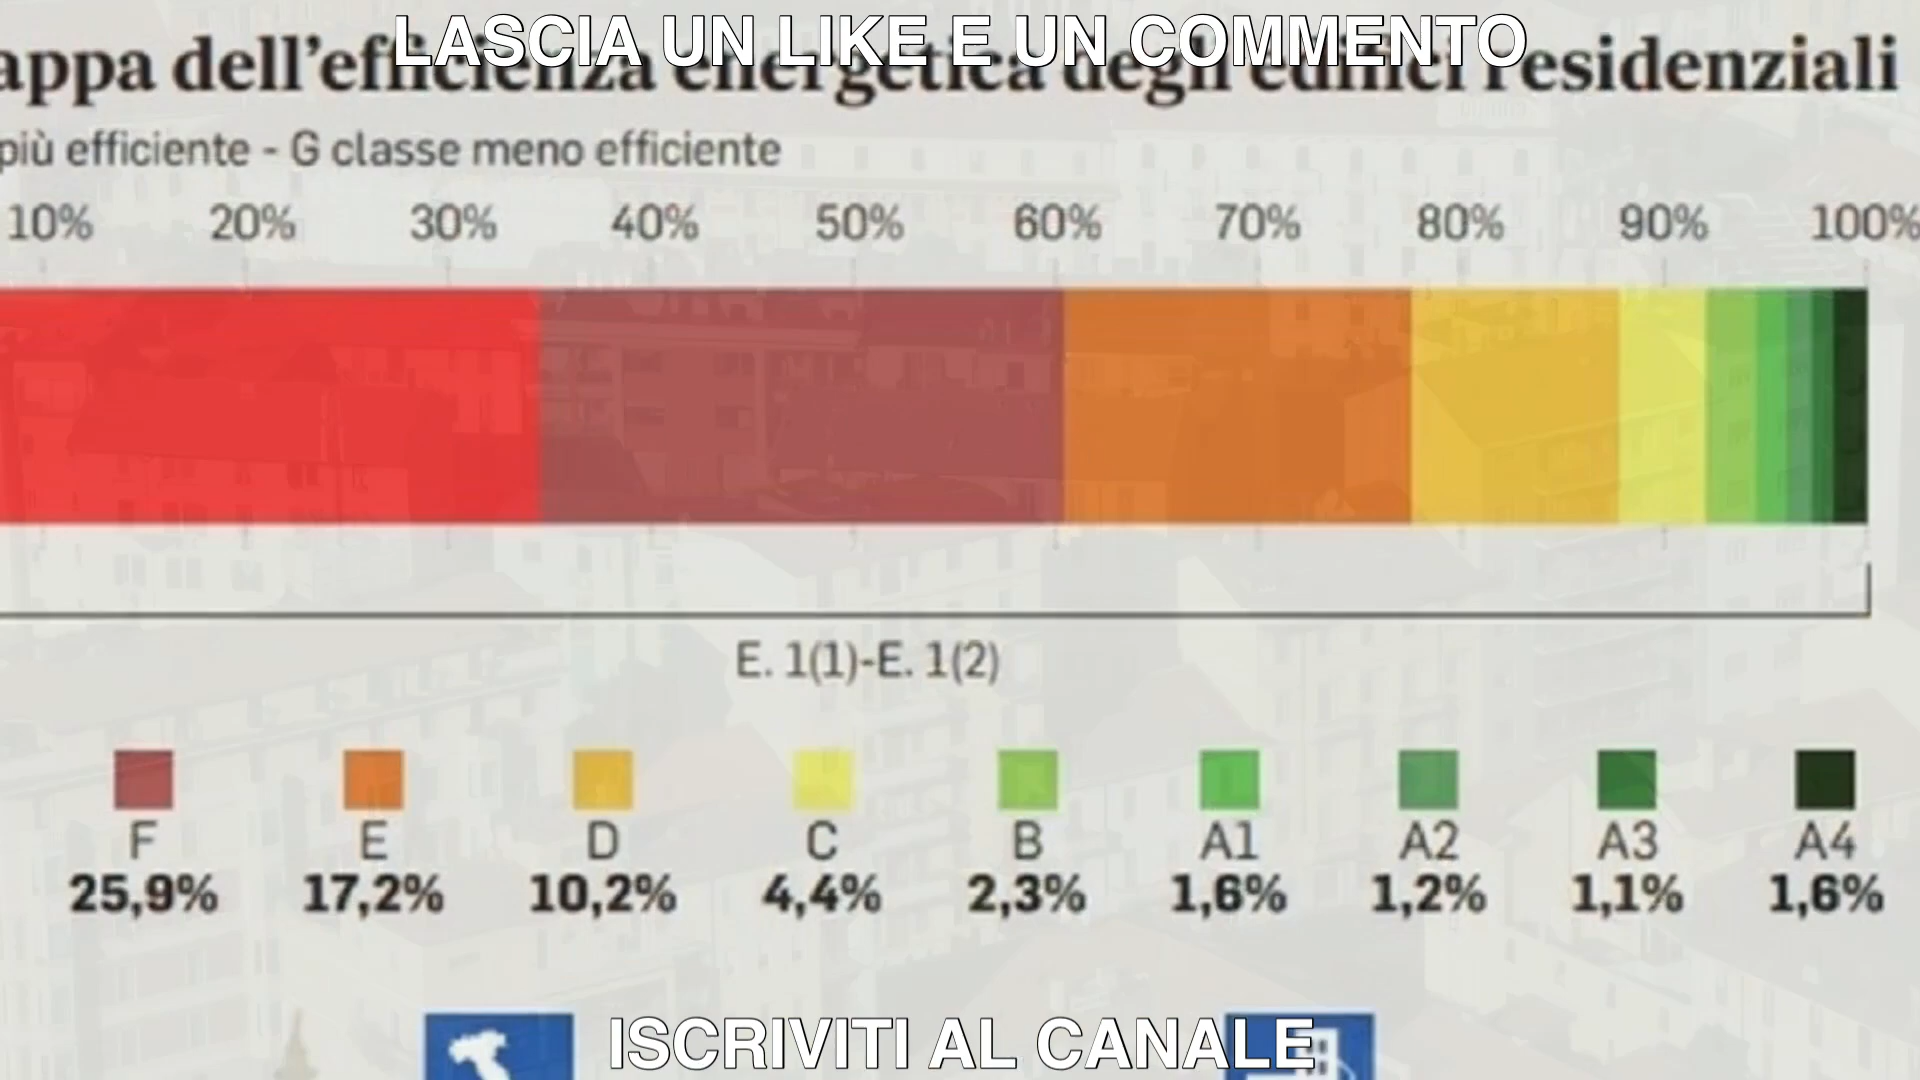 LASCIA UN LIKE E UN COMMENTO
appa dell'efficienza energetica degli edifici residenziali
più efficiente - G classe meno efficiente
10% 20% 30% 40% 50% 60% 70% 80% 90% 100%
E. 1(1)-E. 1(2)
F E D C B A1 A2 A3 A4
25,9% 17,2% 10,2% 4,4% 2,3% 1,6% 1,2% 1,1% 1,6%
ISCRIVITI AL CANALE